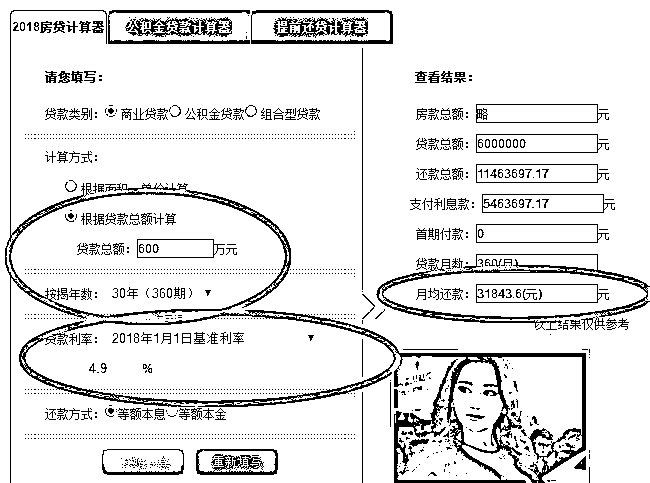 2018房贷计算器 公积金贷款计算器 提前还贷计算器
请您填写：
贷款类别： 商业贷款 公积金贷款 组合型贷款
计算方式：
根据面积、单价计算
根据贷款总额计算
贷款总额： 600 万元
按揭年数： 30年（360期） ▼
贷款利率： 2018年1月1日基准利率 ▼
4.9 %
还款方式： 等额本息 等额本金
重新填写
查看结果：
房款总额： 略 元
贷款总额： 6000000 元
还款总额： 11463697.17 元
支付利息款： 5463697.17 元
首期付款： 0 元
贷款月数： 360(月)
月均还款： 31843.6(元) 元
以上结果仅供参考